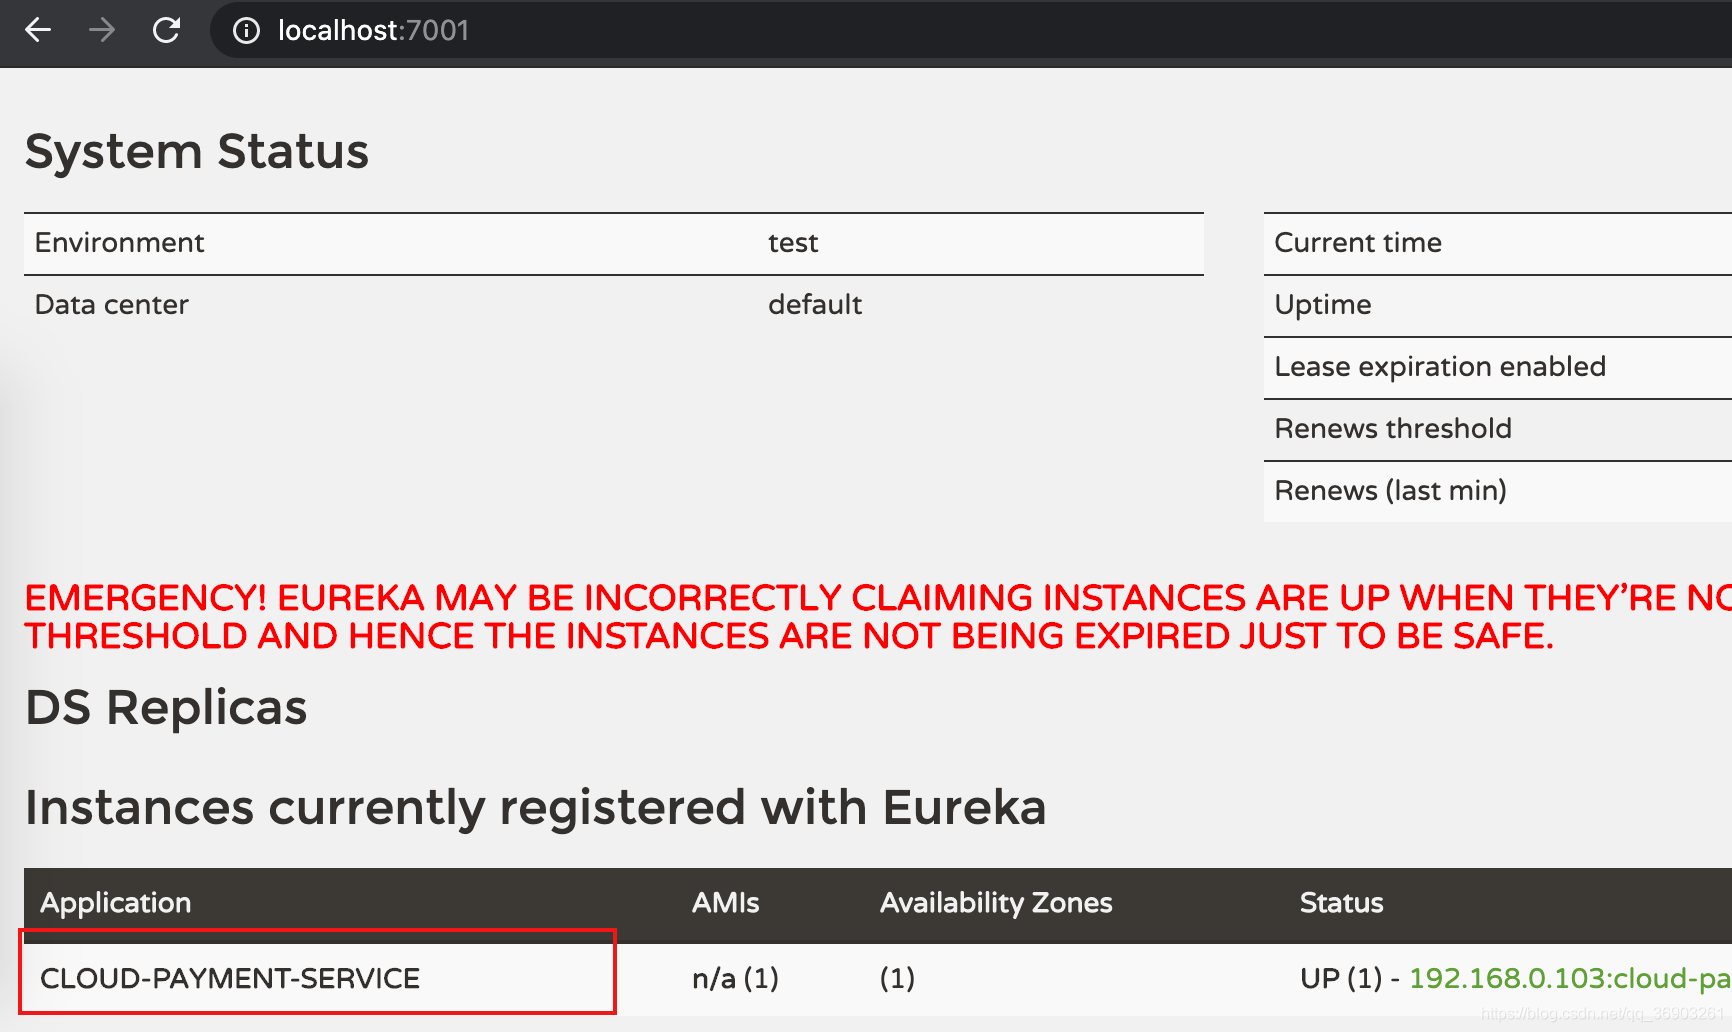 localhost:7001
System Status
Environment test
Data center default
Current time
Uptime
Lease expiration enabled
Renews threshold
Renews (last min)
EMERGENCY! EUREKA MAY BE INCORRECTLY CLAIMING INSTANCES ARE UP WHEN THEY'RE NO
THRESHOLD AND HENCE THE INSTANCES ARE NOT BEING EXPIRED JUST TO BE SAFE.
DS Replicas
Instances currently registered with Eureka
Application AMIs Availability Zones Status
CLOUD-PAYMENT-SERVICE n/a (1) (1) UP (1) - 192.168.0.103:cloud-pa
https://blog.csdn.net/qq_36903261